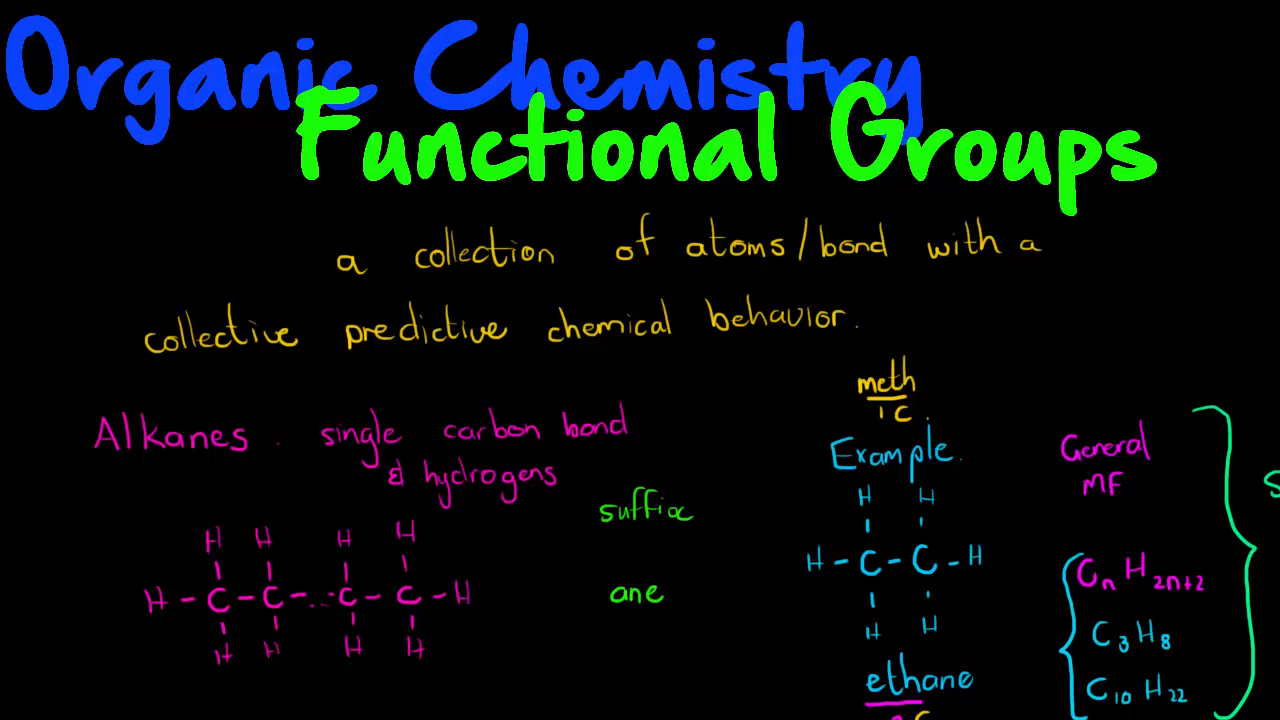 Organic Chemistry
Functional Groups
a collection of atoms/bond with a
collective predictive chemical behavior.
meth
1 C.
Alkanes. single carbon bond
& hydrogens
Example.
General
MF
suffix
H H H H
H-C-C-...-C-C-H
H H H H
ane
H H
H-C-C-H
H H
ethane
CnH2n+2
C3H8
C10H22